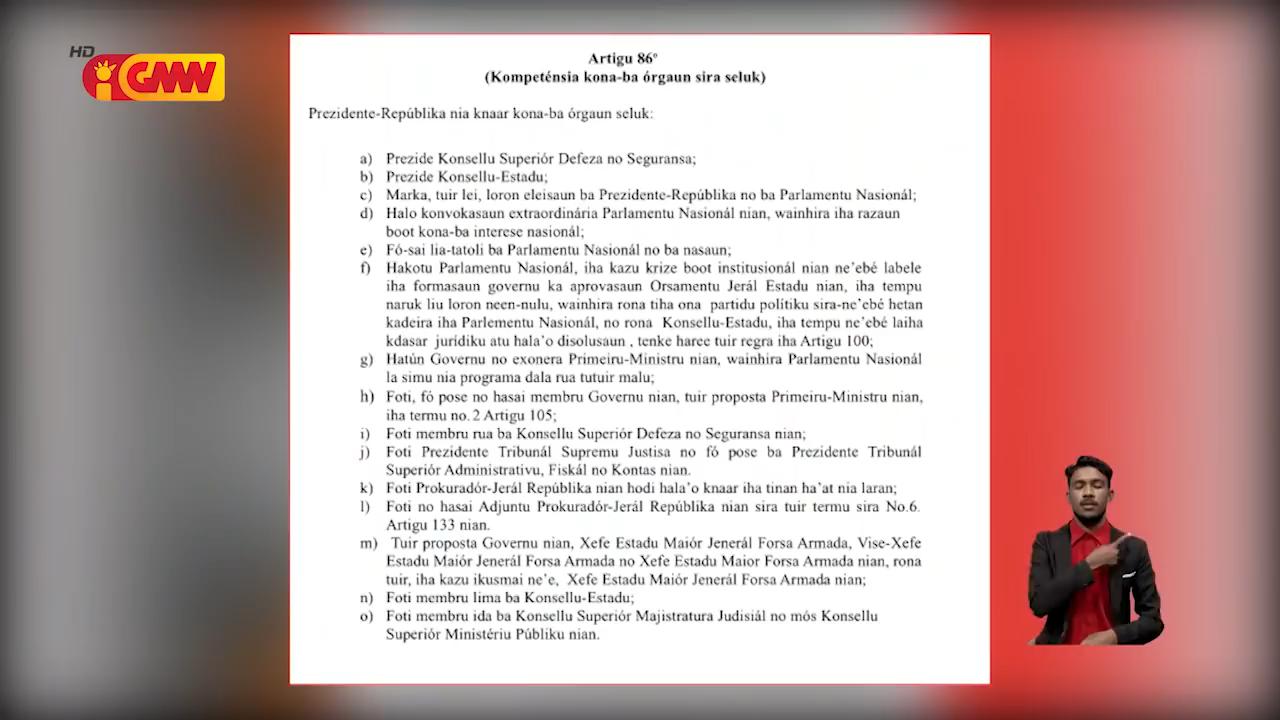 HD
GMN
Artigu 86º
(Kompeténsia kona-ba órgaun sira seluk)
Prezidente-Repúblika nia knaar kona-ba órgaun seluk:
a) Prezide Konsellu Superiór Defeza no Seguransa;
b) Prezide Konsellu-Estadu;
c) Marka, tuir lei, loron eleisaun ba Prezidente-Repúblika no ba Parlamentu Nasionál;
d) Halo konvokasaun extraordinária Parlamentu Nasionál nian, wainhira iha razaun
boot kona-ba interese nasionál;
e) Fó-sai lia-tatoli ba Parlamentu Nasionál no ba nasaun;
f) Hakotu Parlamentu Nasionál, iha kazu krize boot institusionál nian ne'ebé labele
iha formasaun governu ka aprovasaun Orsamentu Jerál Estadu nian, iha tempu
naruk liu loron neen-nulu, wainhira rona tiha ona partidu polítiku sira-ne'ebé hetan
kadeira iha Parlementu Nasionál, no rona Konsellu-Estadu, iha tempu ne'ebé laiha
kdasar jurídiku atu hala'o disolusaun , tenke haree tuir regra iha Artigu 100;
g) Hatún Governu no exonera Primeiru-Ministru nian, wainhira Parlamentu Nasionál
la simu nia programa dala rua tutuir malu;
h) Foti, fó pose no hasai membru Governu nian, tuir proposta Primeiru-Ministru nian,
iha termu no. 2 Artigu 105;
i) Foti membru rua ba Konsellu Superiór Defeza no Seguransa nian;
j) Foti Prezidente Tribunál Supremu Justisa no fó pose ba Prezidente Tribunál
Superiór Administrativu, Fiskál no Kontas nian.
k) Foti Prokuradór-Jerál Repúblika nian hodi hala'o knaar iha tinan ha'at nia laran;
l) Foti no hasai Adjuntu Prokuradór-Jerál Repúblika nian sira tuir termu sira No.6.
Artigu 133 nian.
m) Tuir proposta Governu nian, Xefe Estadu Maiór Jenerál Forsa Armada, Vise-Xefe
Estadu Maiór Jenerál Forsa Armada no Xefe Estadu Maior Forsa Armada nian, rona
tuir, iha kazu ikusmai ne'e, Xefe Estadu Maiór Jenerál Forsa Armada nian;
n) Foti membru lima ba Konsellu-Estadu;
o) Foti membru ida ba Konsellu Superiór Majistratura Judisiál no mós Konsellu
Superiór Ministériu Públiku nian.